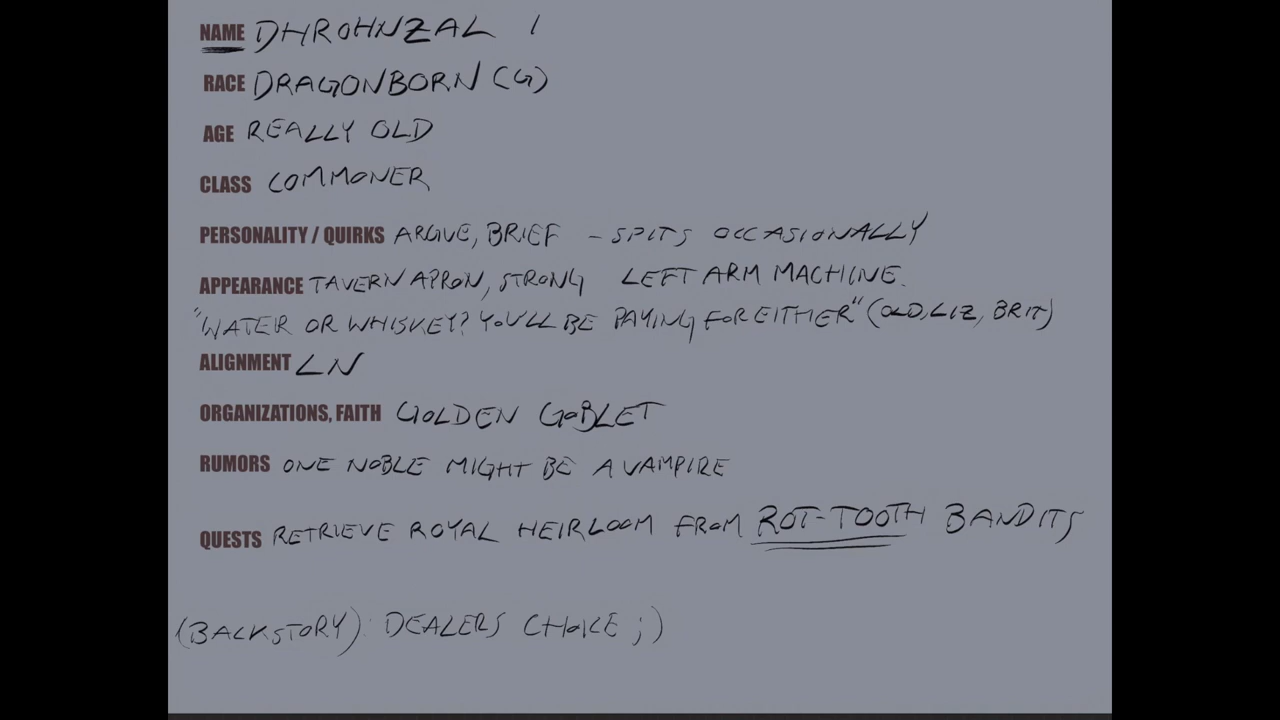 NAME DHROHNZAL
RACE DRAGONBORN (G)
AGE REALLY OLD
CLASS COMMONER
PERSONALITY / QUIRKS ARGUE, BRIEF - SPITS OCCASIONALLY
APPEARANCE TAVERN APRON, STRONG LEFT ARM MACHINE.
"WATER OR WHISKEY? YOU'LL BE PAYING FOR EITHER" (OLD, LIZ, BRIT)
ALIGNMENT LN
ORGANIZATIONS, FAITH GOLDEN GOBLET
RUMORS ONE NOBLE MIGHT BE A VAMPIRE
QUESTS RETRIEVE ROYAL HEIRLOOM FROM ROT-TOOTH BANDITS
(BACKSTORY): DEALERS CHOICE ;)